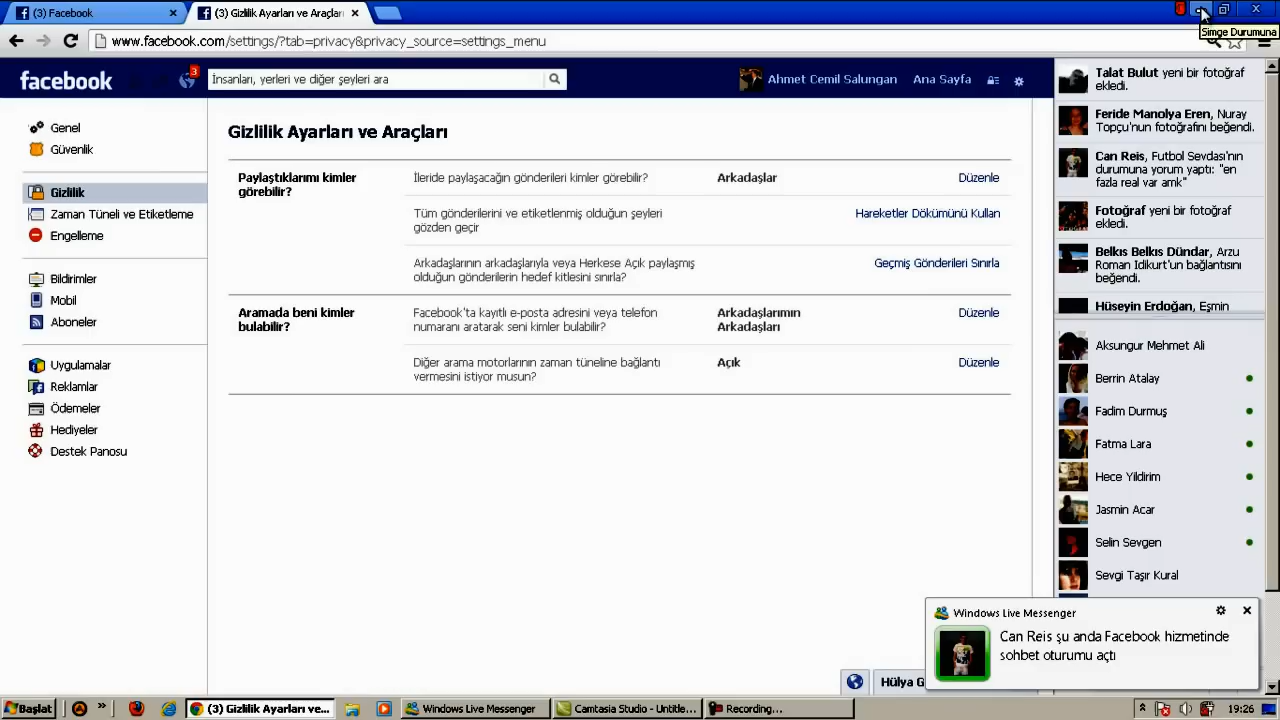 (3) Facebook
(3) Gizlilik Ayarları ve Araçları
Simge Durumuna
www.facebook.com/settings/?tab=privacy&privacy_source=settings_menu
facebook
3
İnsanları, yerleri ve diğer şeyleri ara
Ahmet Cemil Salungan
Ana Sayfa
Genel
Güvenlik
Gizlilik
Zaman Tüneli ve Etiketleme
Engelleme
Bildirimler
Mobil
Aboneler
Uygulamalar
Reklamlar
Ödemeler
Hediyeler
Destek Panosu
Gizlilik Ayarları ve Araçları
Paylaştıklarımı kimler
görebilir?
İleride paylaşacağın gönderileri kimler görebilir?
Arkadaşlar
Düzenle
Tüm gönderilerini ve etiketlenmiş olduğun şeyleri
gözden geçir
Hareketler Dökümünü Kullan
Arkadaşlarının arkadaşlarıyla veya Herkese Açık paylaşmış
olduğun gönderilerin hedef kitlesini sınırla?
Geçmiş Gönderileri Sınırla
Aramada beni kimler
bulabilir?
Facebook'ta kayıtlı e-posta adresini veya telefon
numaranı aratarak seni kimler bulabilir?
Arkadaşlarımın
Arkadaşları
Düzenle
Diğer arama motorlarının zaman tüneline bağlantı
vermesini istiyor musun?
Açık
Düzenle
Talat Bulut yeni bir fotoğraf
ekledi.
Feride Manolya Eren, Nuray
Topçu'nun fotoğrafını beğendi.
Can Reis, Futbol Sevdası'nın
durumuna yorum yaptı: "en
fazla real var amk"
Fotoğraf yeni bir fotoğraf
ekledi.
Belkıs Belkıs Dündar, Arzu
Roman Idlkurt'un bağlantısını
beğendi.
Hüseyin Erdoğan, Eşmin
Aksungur Mehmet Ali
Berrin Atalay
Fadim Durmuş
Fatma Lara
Hece Yildirim
Jasmin Acar
Selin Sevgen
Sevgi Taşır Kural
Windows Live Messenger
Can Reis şu anda Facebook hizmetinde
sohbet oturumu açtı
Hülya G
Başlat
(3) Gizlilik Ayarları ve...
Windows Live Messenger
Camtasia Studio - Untitle...
Recording...
19:26